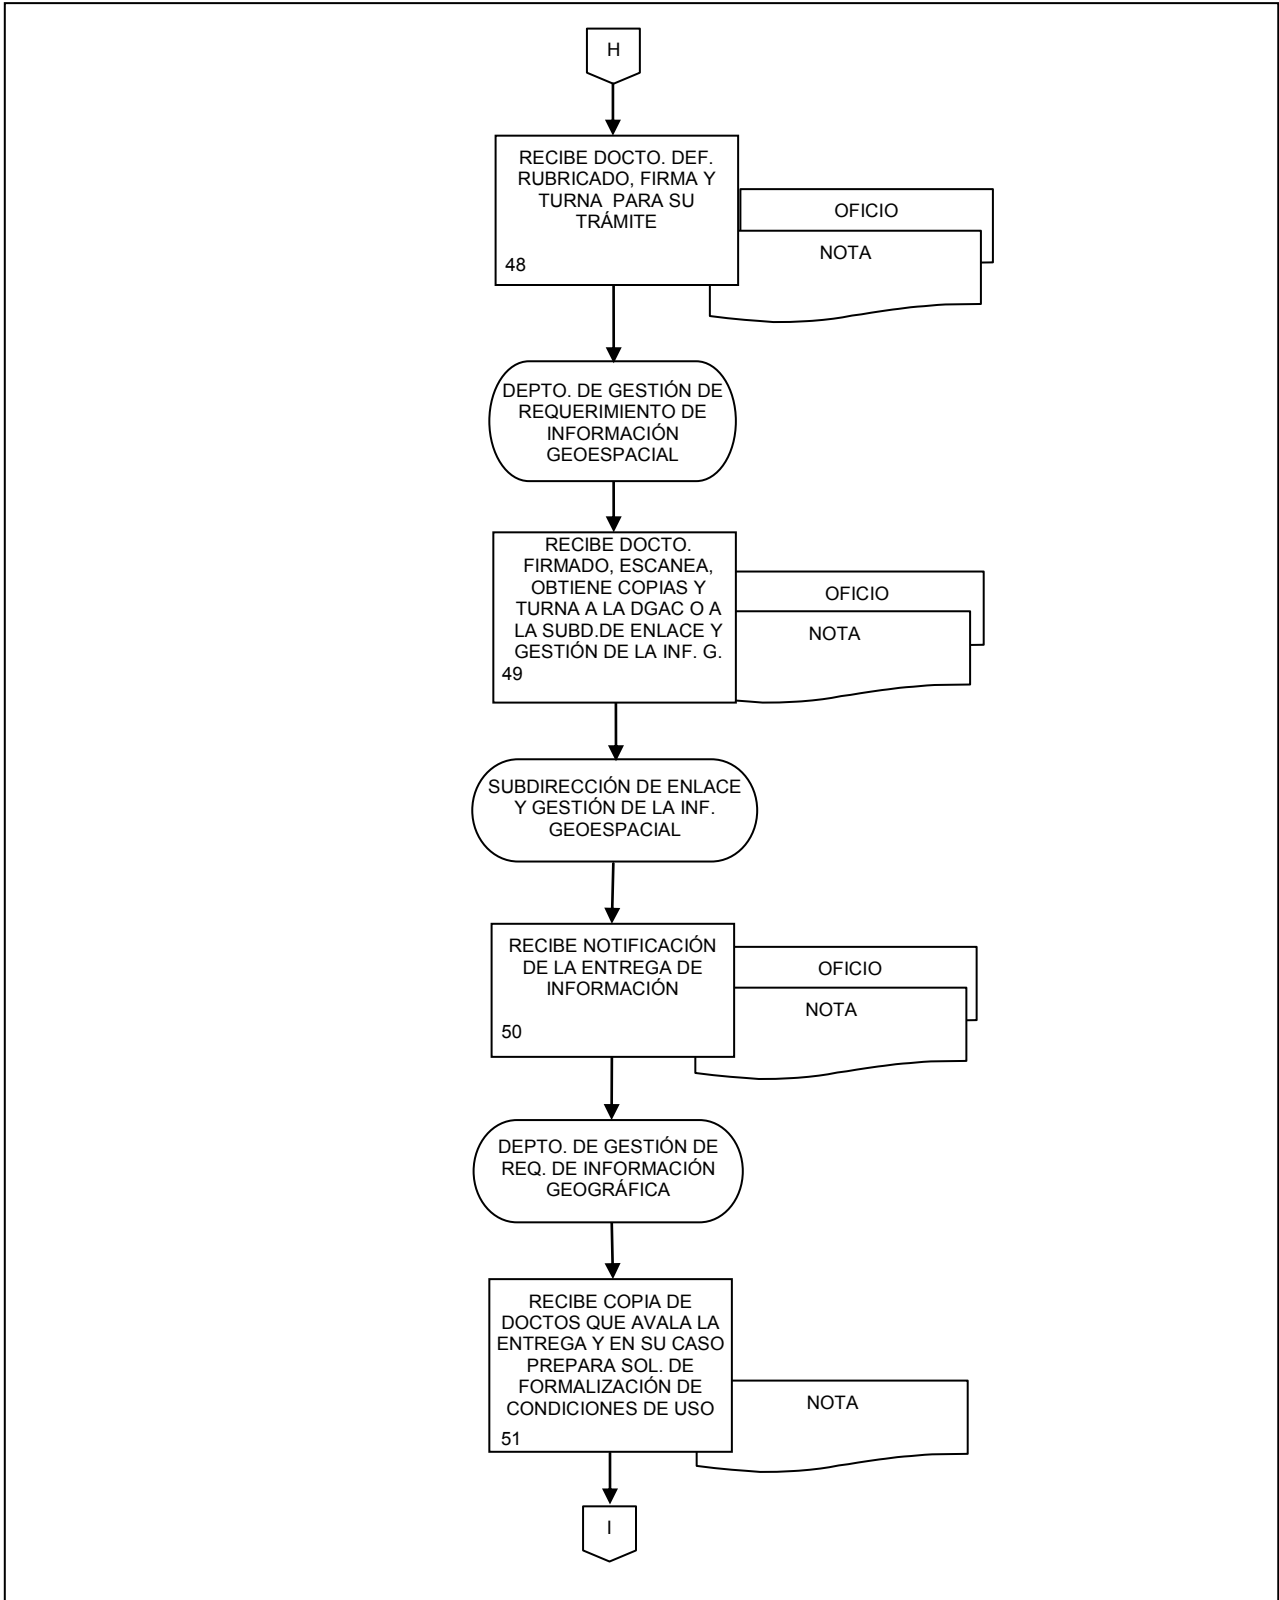 H
RECIBE DOCTO. DEF.
RUBRICADO, FIRMA Y
TURNA PARA SU
TRÁMITE
48
OFICIO
NOTA
DEPTO. DE GESTIÓN DE
REQUERIMIENTO DE
INFORMACIÓN
GEOESPACIAL
RECIBE DOCTO.
FIRMADO, ESCANEA,
OBTIENE COPIAS Y
TURNA A LA DGAC O A
LA SUBD.DE ENLACE Y
GESTIÓN DE LA INF. G.
49
OFICIO
NOTA
SUBDIRECCIÓN DE ENLACE
Y GESTIÓN DE LA INF.
GEOESPACIAL
RECIBE NOTIFICACIÓN
DE LA ENTREGA DE
INFORMACIÓN
50
OFICIO
NOTA
DEPTO. DE GESTIÓN DE
REQ. DE INFORMACIÓN
GEOGRÁFICA
RECIBE COPIA DE
DOCTOS QUE AVALA LA
ENTREGA Y EN SU CASO
PREPARA SOL. DE
FORMALIZACIÓN DE
CONDICIONES DE USO
51
NOTA
I